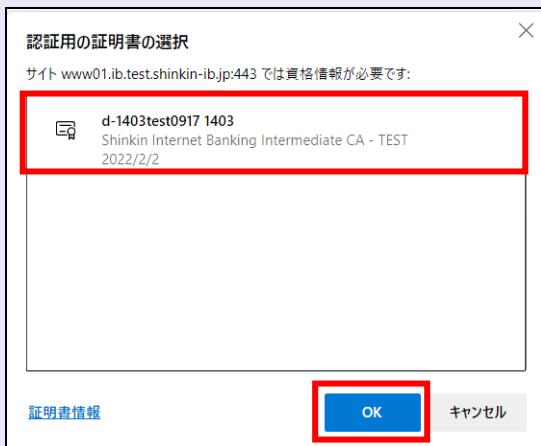 認証用の証明書の選択
サイト www01.ib.test.shinkin-ib.jp:443 では資格情報が必要です:
d-1403test0917 1403
Shinkin Internet Banking Intermediate CA - TEST
2022/2/2
証明書情報
OK
キャンセル